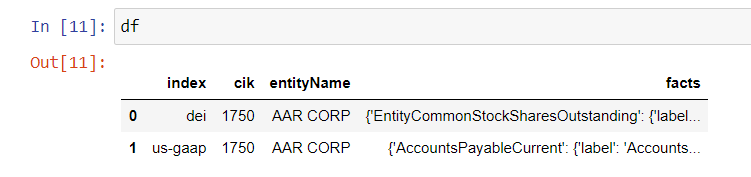 In [11]: df
Out[11]:
index cik entityName facts
0 dei 1750 AAR CORP {'EntityCommonStockSharesOutstanding': {'label...
1 us-gaap 1750 AAR CORP {'AccountsPayableCurrent': {'label': 'Accounts...